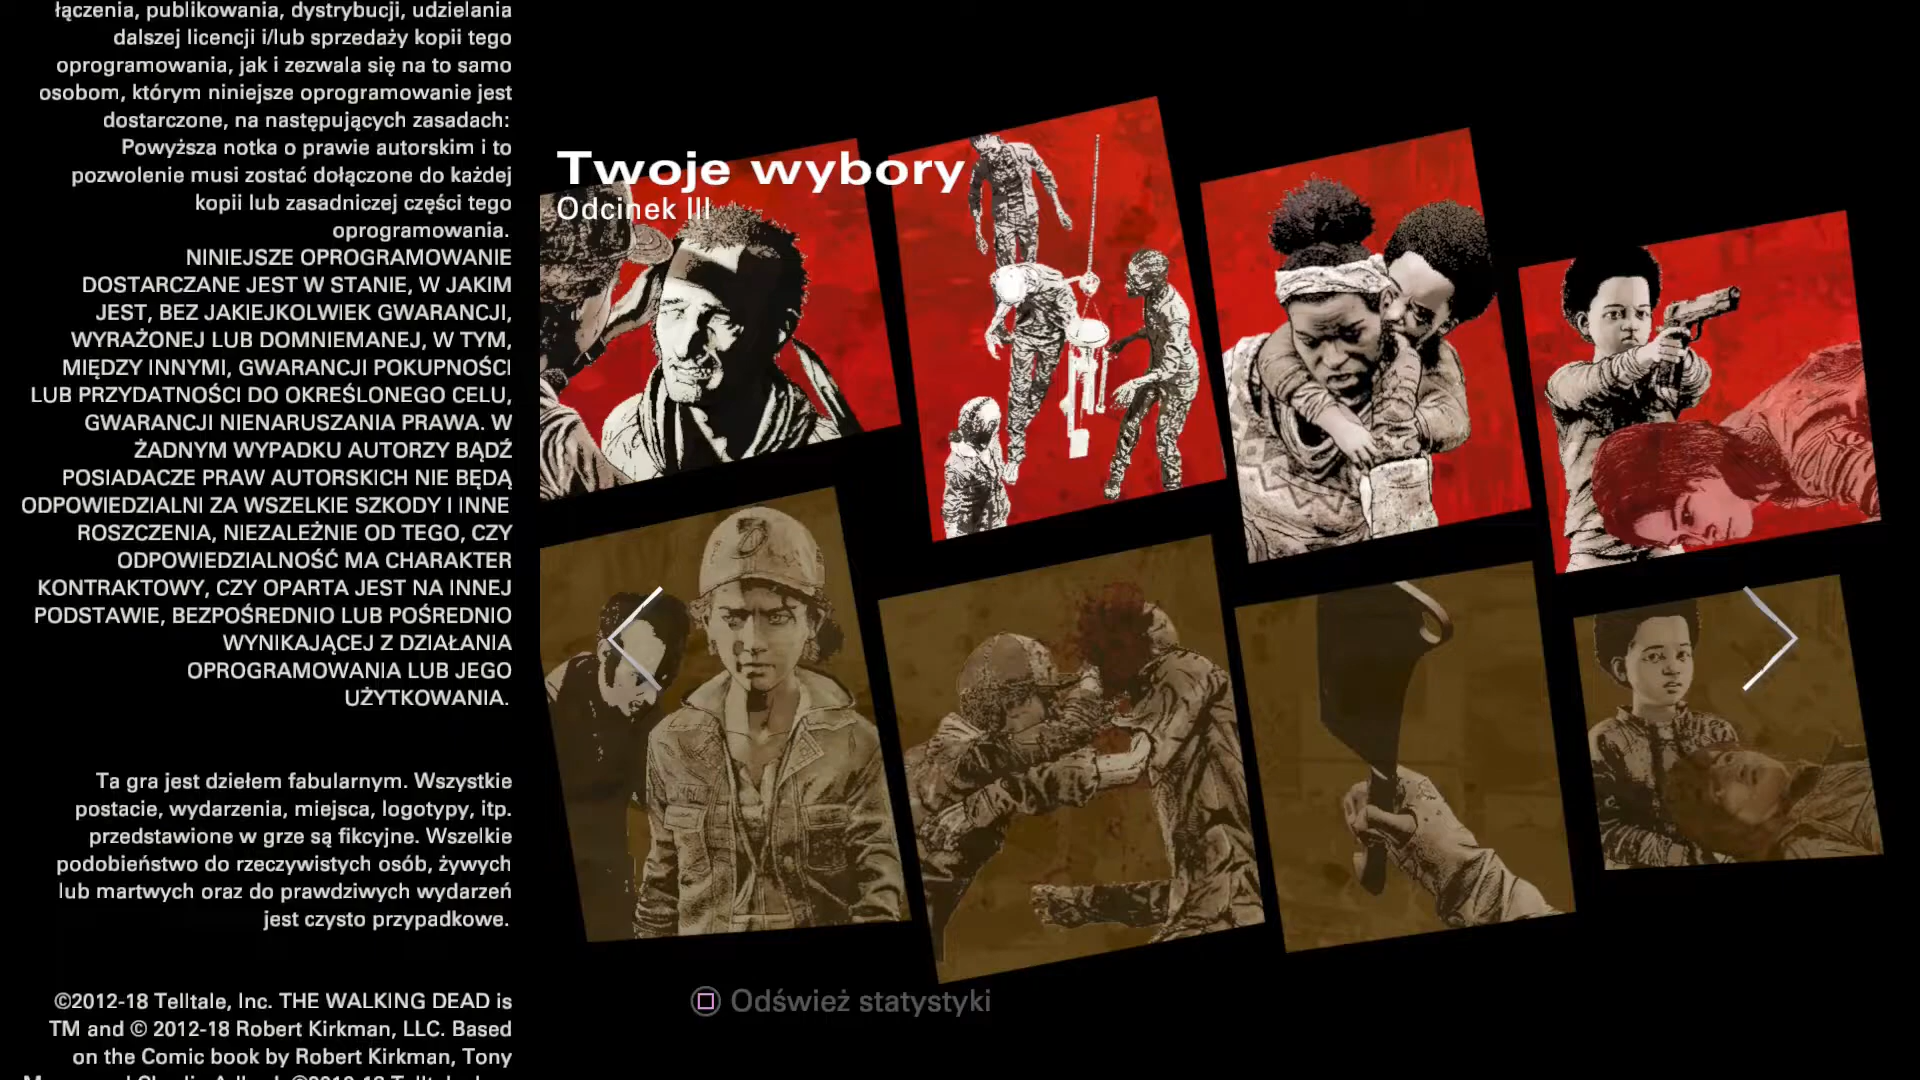 łączenia, publikowania, dystrybucji, udzielania
dalszej licencji i/lub sprzedaży kopii tego
oprogramowania, jak i zezwala się na to samo
osobom, którym niniejsze oprogramowanie jest
dostarczone, na następujących zasadach:
Powyższa notka o prawie autorskim i to
pozwolenie musi zostać dołączone do każdej
kopii lub zasadniczej części tego
oprogramowania.
NINIEJSZE OPROGRAMOWANIE
DOSTARCZANE JEST W STANIE, W JAKIM
JEST, BEZ JAKIEJKOLWIEK GWARANCJI,
WYRAŻONEJ LUB DOMNIEMANEJ, W TYM,
MIĘDZY INNYMI, GWARANCJI POKUPNOŚCI
LUB PRZYDATNOŚCI DO OKREŚLONEGO CELU,
GWARANCJI NIENARUSZANIA PRAWA. W
ŻADNYM WYPADKU AUTORZY BĄDŹ
POSIADACZE PRAW AUTORSKICH NIE BĘDĄ
ODPOWIEDZIALNI ZA WSZELKIE SZKODY I INNE
ROSZCZENIA, NIEZALEŻNIE OD TEGO, CZY
ODPOWIEDZIALNOŚĆ MA CHARAKTER
KONTRAKTOWY, CZY OPARTA JEST NA INNEJ
PODSTAWIE, BEZPOŚREDNIO LUB POŚREDNIO
WYNIKAJĄCEJ Z DZIAŁANIA
OPROGRAMOWANIA LUB JEGO
UŻYTKOWANIA.
Ta gra jest dziełem fabularnym. Wszystkie
postacie, wydarzenia, miejsca, logotypy, itp.
przedstawione w grze są fikcyjne. Wszelkie
podobieństwo do rzeczywistych osób, żywych
lub martwych oraz do prawdziwych wydarzeń
jest czysto przypadkowe.
©2012-18 Telltale, Inc. THE WALKING DEAD is
TM and © 2012-18 Robert Kirkman, LLC. Based
on the Comic book by Robert Kirkman, Tony
Twoje wybory
Odcinek III
D
Odśwież statystyki